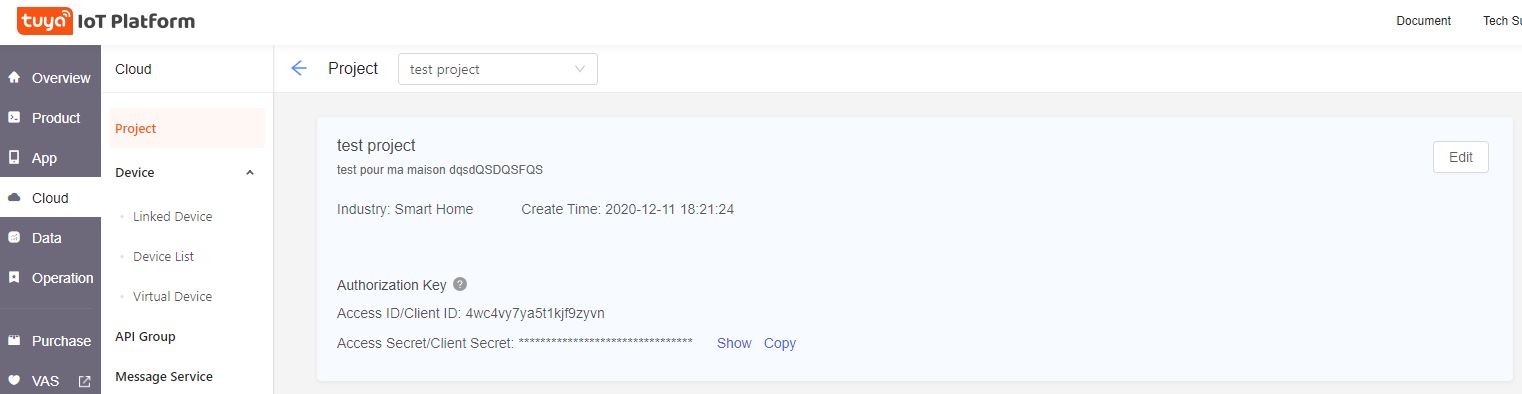 tuya IoT Platform
Document
Tech Su
Overview
Product
App
Cloud
Data
Operation
Purchase
VAS
Cloud
Project
Device
Linked Device
Device List
Virtual Device
API Group
Message Service
Project
test project
test project
test pour ma maison dqsdQSDQSFQS
Edit
Industry: Smart Home
Create Time: 2020-12-11 18:21:24
Authorization Key ?
Access ID/Client ID: 4wc4vy7ya5t1kjf9zyvn
Access Secret/Client Secret: ******************************** Show Copy